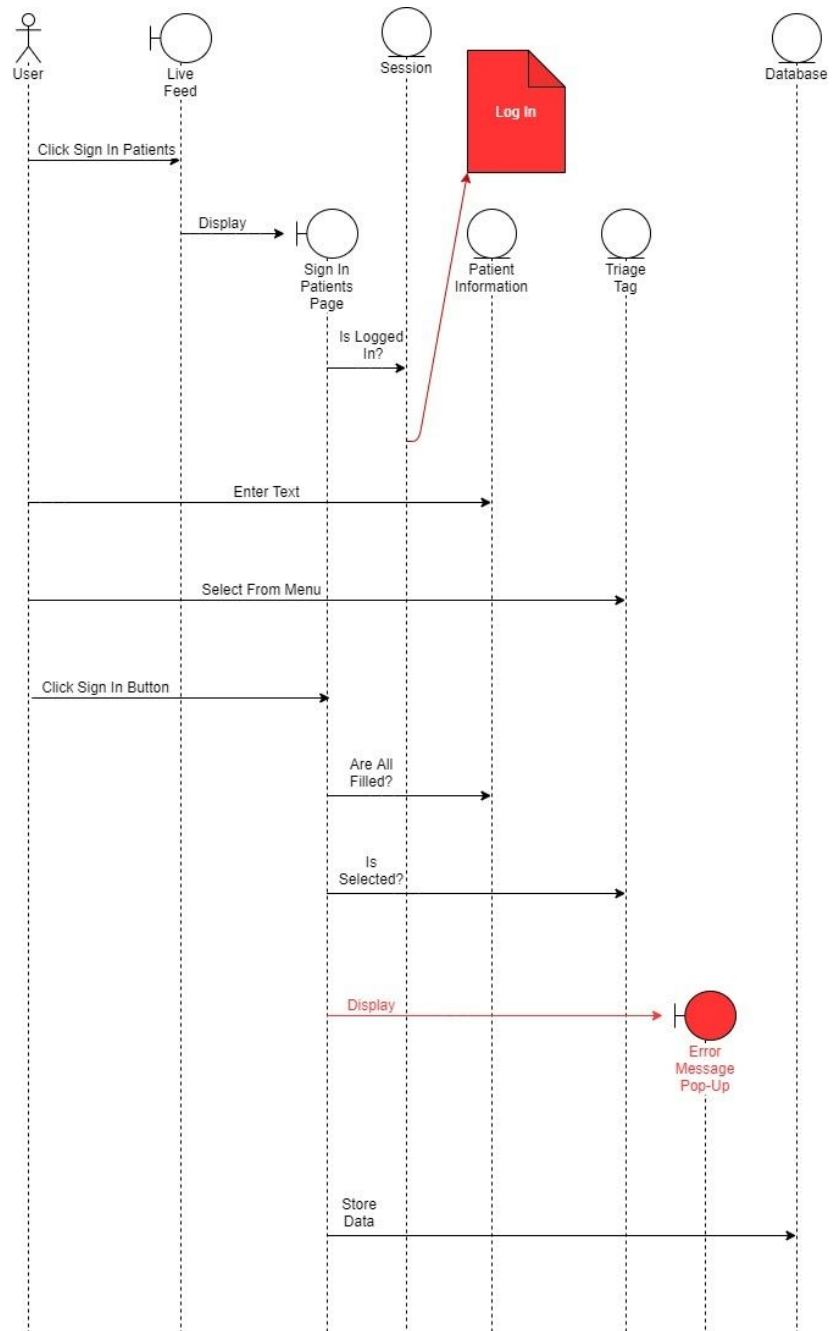 User
Live
Feed
Session
Log In
Database
Click Sign In Patients
Display
Sign In
Patients
Page
Patient
Information
Triage
Tag
Is Logged
In?
Enter Text
Select From Menu
Click Sign In Button
Are All
Filled?
Is
Selected?
Display
Error
Message
Pop-Up
Store
Data